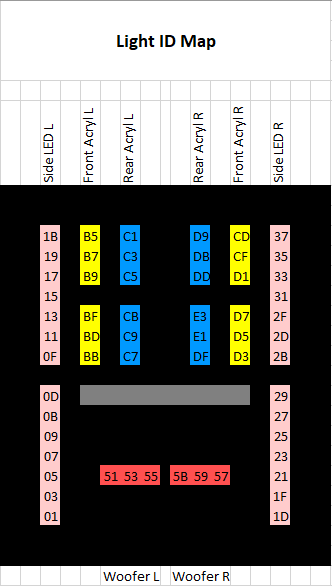 Light ID Map
Side LED L Front Acryl L Rear Acryl L Rear Acryl R Front Acryl R Side LED R
1B B5 C1 D9 CD 37
19 B7 C3 DB CF 35
17 B9 C5 DD D1 33
15 31
13 BF CB E3 D7 2F
11 BD C9 E1 D5 2D
0F BB C7 DF D3 2B
0D 29
0B 27
09 25
07 23
05 51 53 55 5B 59 57 21
03 1F
01 1D
Woofer L Woofer R